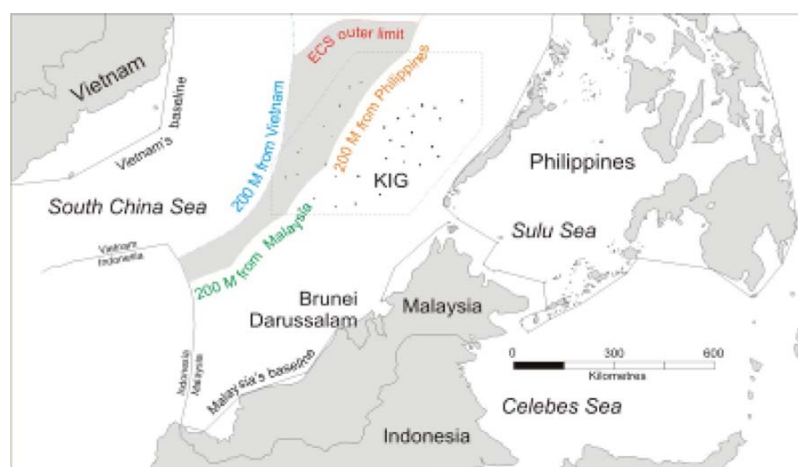 ECS outer limit
Vietnam
Vietnam's baseline
200 M from Vietnam
200 M from Philippines
KIG
Philippines
South China Sea
Sulu Sea
Vietnam
Indonesia
200 M from Malaysia
Brunei
Darussalam
Malaysia
Indonesia
Malaysia
Malaysia's baseline
0 300 600
Kilometres
Celebes Sea
Indonesia